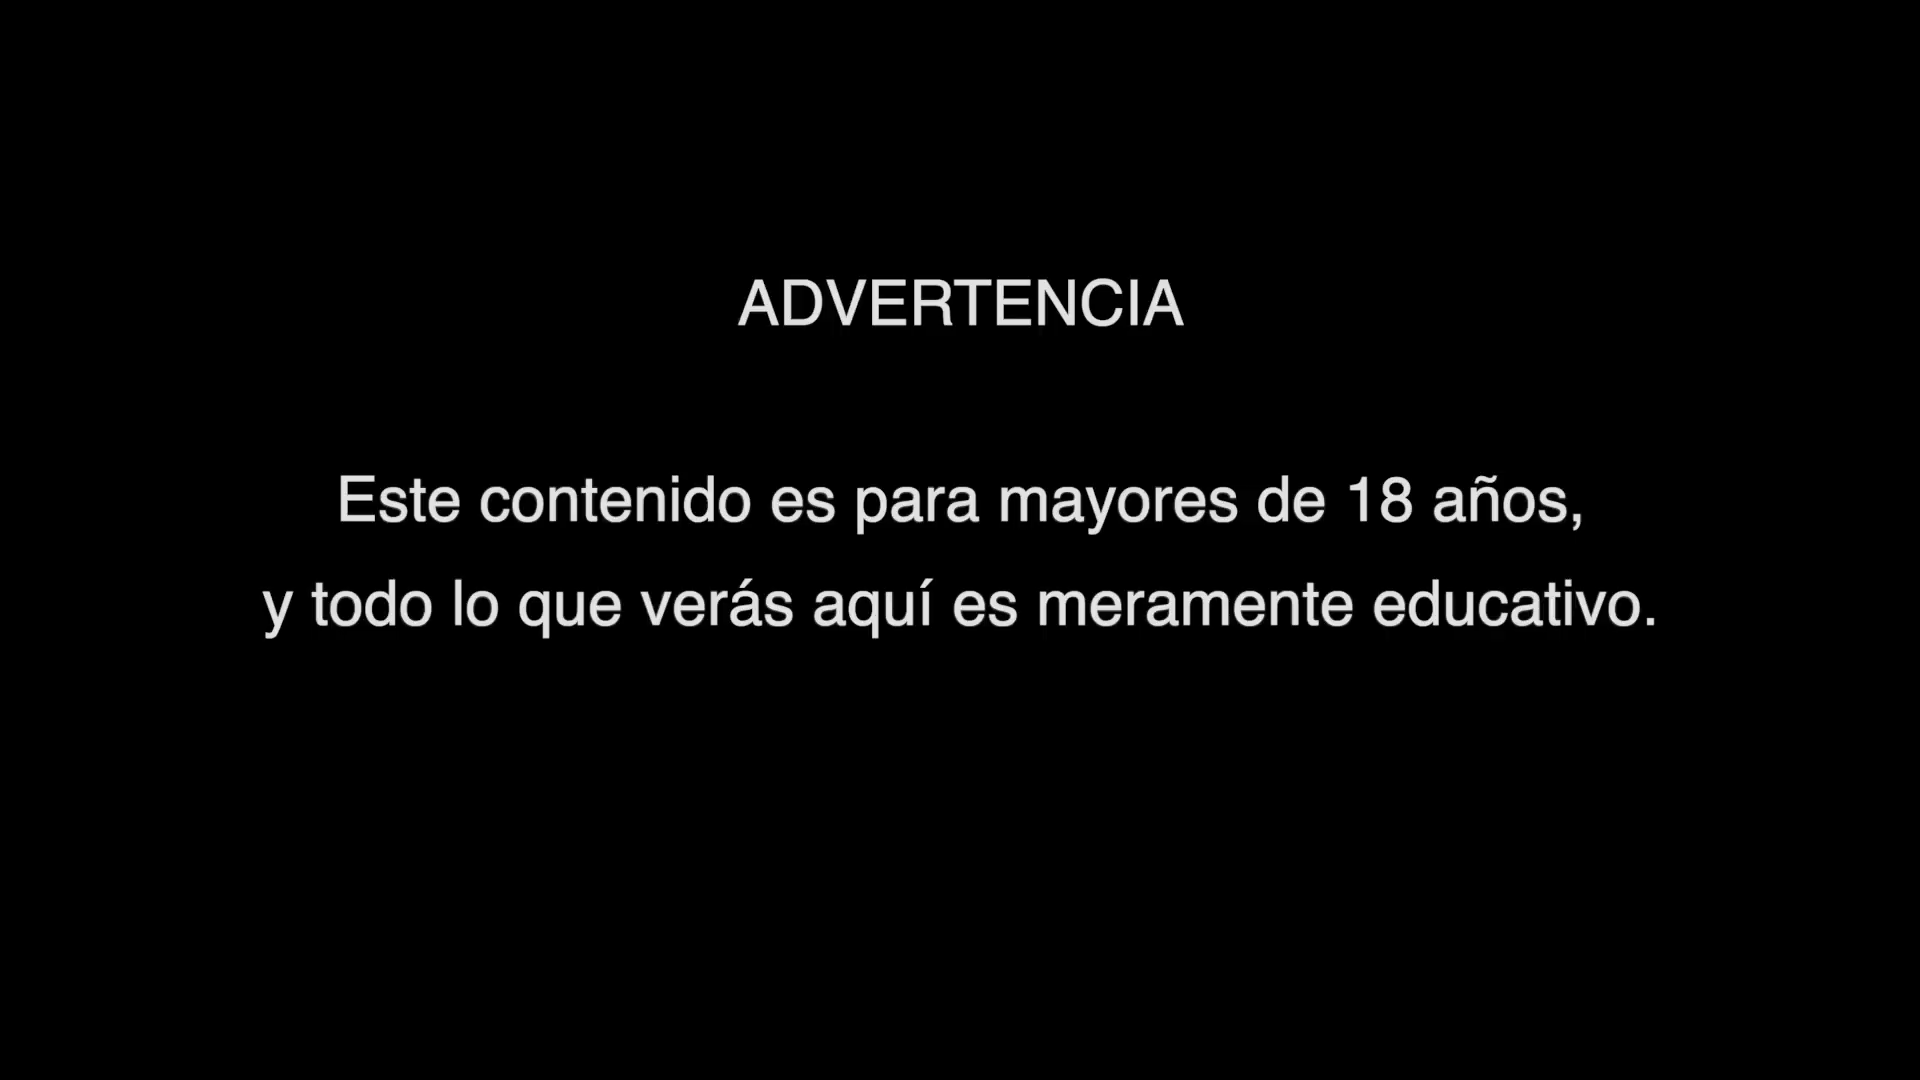 ADVERTENCIA
Este contenido es para mayores de 18 años,
y todo lo que verás aquí es meramente educativo.